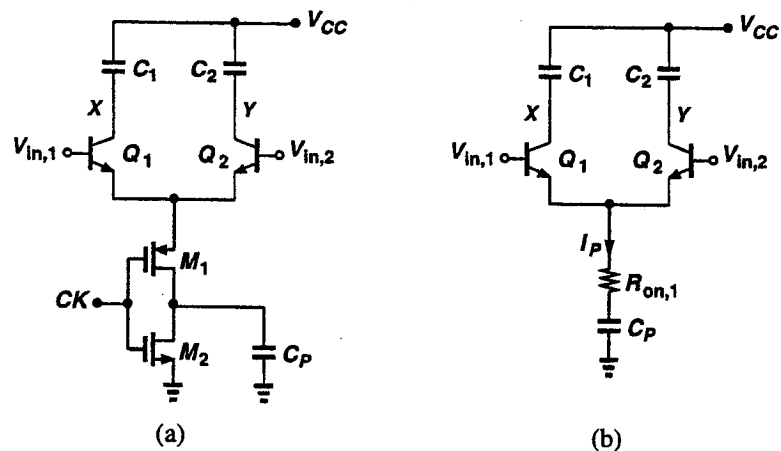 V_CC
C_1
C_2
X
Y
V_in,1
Q_1
Q_2
V_in,2
M_1
CK
M_2
C_P
(a)
V_CC
C_1
C_2
X
Y
V_in,1
Q_1
Q_2
V_in,2
I_P
R_on,1
C_P
(b)